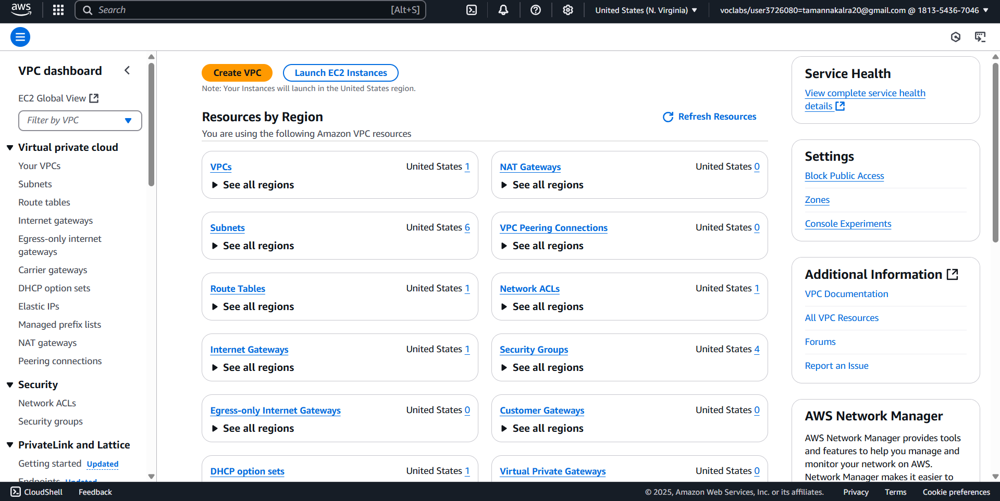 aws
Search
[Alt+S]
United States (N. Virginia)
voclabs/user3726080=tamannakalra20@gmail.com @ 1813-5436-7046
VPC dashboard
EC2 Global View
Filter by VPC
Virtual private cloud
Your VPCs
Subnets
Route tables
Internet gateways
Egress-only internet
gateways
Carrier gateways
DHCP option sets
Elastic IPs
Managed prefix lists
NAT gateways
Peering connections
Security
Network ACLs
Security groups
PrivateLink and Lattice
Getting started Updated
Endpoints Updated
Create VPC
Launch EC2 Instances
Note: Your Instances will launch in the United States region.
Resources by Region
Refresh Resources
You are using the following Amazon VPC resources
VPCs
United States 1
See all regions
NAT Gateways
United States 0
See all regions
Subnets
United States 6
See all regions
VPC Peering Connections
United States 0
See all regions
Route Tables
United States 1
See all regions
Network ACLs
United States 1
See all regions
Internet Gateways
United States 1
See all regions
Security Groups
United States 4
See all regions
Egress-only Internet Gateways
United States 0
See all regions
Customer Gateways
United States 0
See all regions
DHCP option sets
United States 1
Virtual Private Gateways
United States 0
Service Health
View complete service health
details
Settings
Block Public Access
Zones
Console Experiments
Additional Information
VPC Documentation
All VPC Resources
Forums
Report an Issue
AWS Network Manager
AWS Network Manager provides tools
and features to help you manage and
monitor your network on AWS.
Network Manager makes it easier to
CloudShell
Feedback
© 2025, Amazon Web Services, Inc. or its affiliates.
Privacy
Terms
Cookie preferences